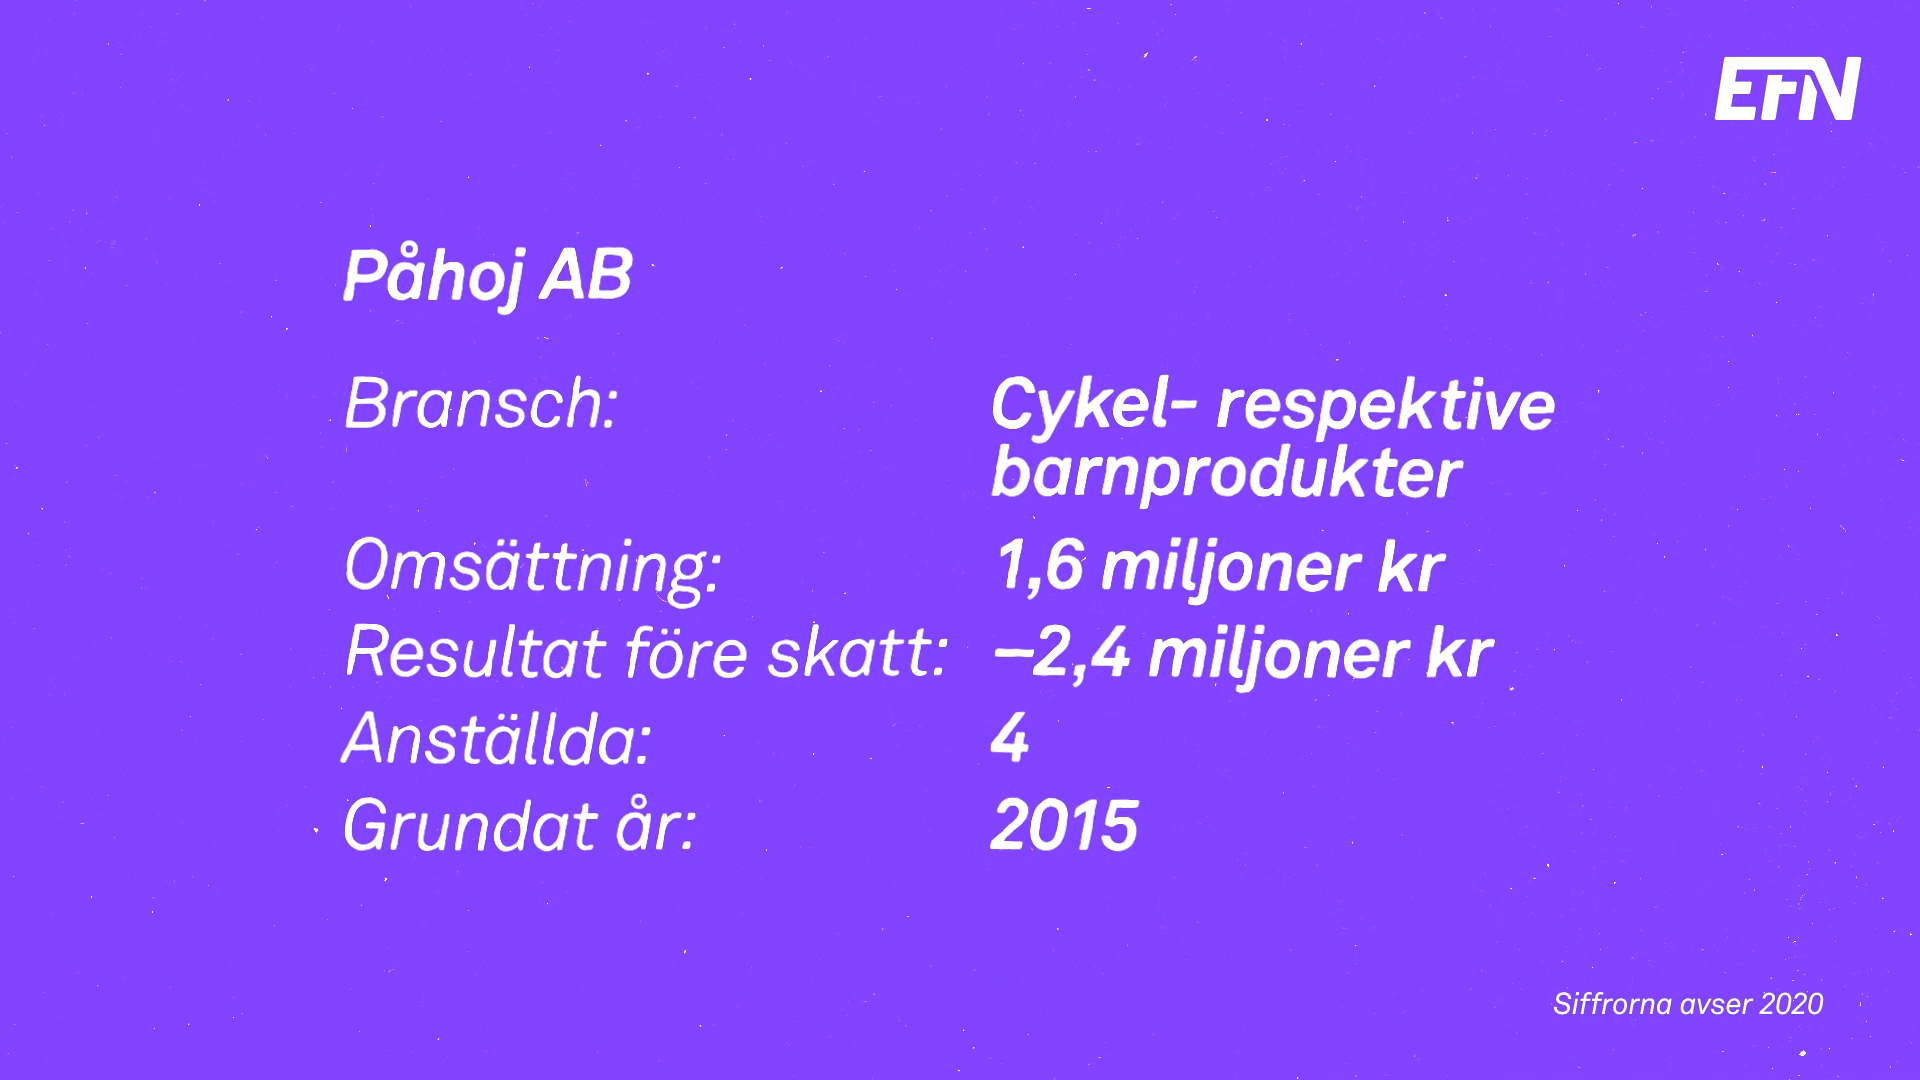 EFN
Påhoj AB
Bransch: Cykel- respektive
barnprodukter
Omsättning: 1,6 miljoner kr
Resultat före skatt: –2,4 miljoner kr
Anställda: 4
Grundat år: 2015
Siffrorna avser 2020